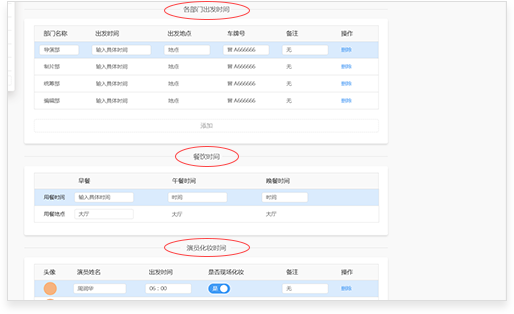 各部门出发时间
部门名称 出发时间 出发地点 车牌号 备注 操作
导演部 输入具体时间 地点 冀 A666666 无 删除
制片部 输入具体时间 地点 冀 A666666 无 删除
统筹部 输入具体时间 地点 冀 A666666 无 删除
编辑部 输入具体时间 地点 冀 A666666 无 删除
添加
餐饮时间
早餐 午餐时间 晚餐时间
用餐时间 输入具体时间 时间 时间
用餐地点 大厅 大厅 大厅
演员化妆时间
头像 演员姓名 出发时间 是否现场化妆 备注 操作
06：00 是 无 删除